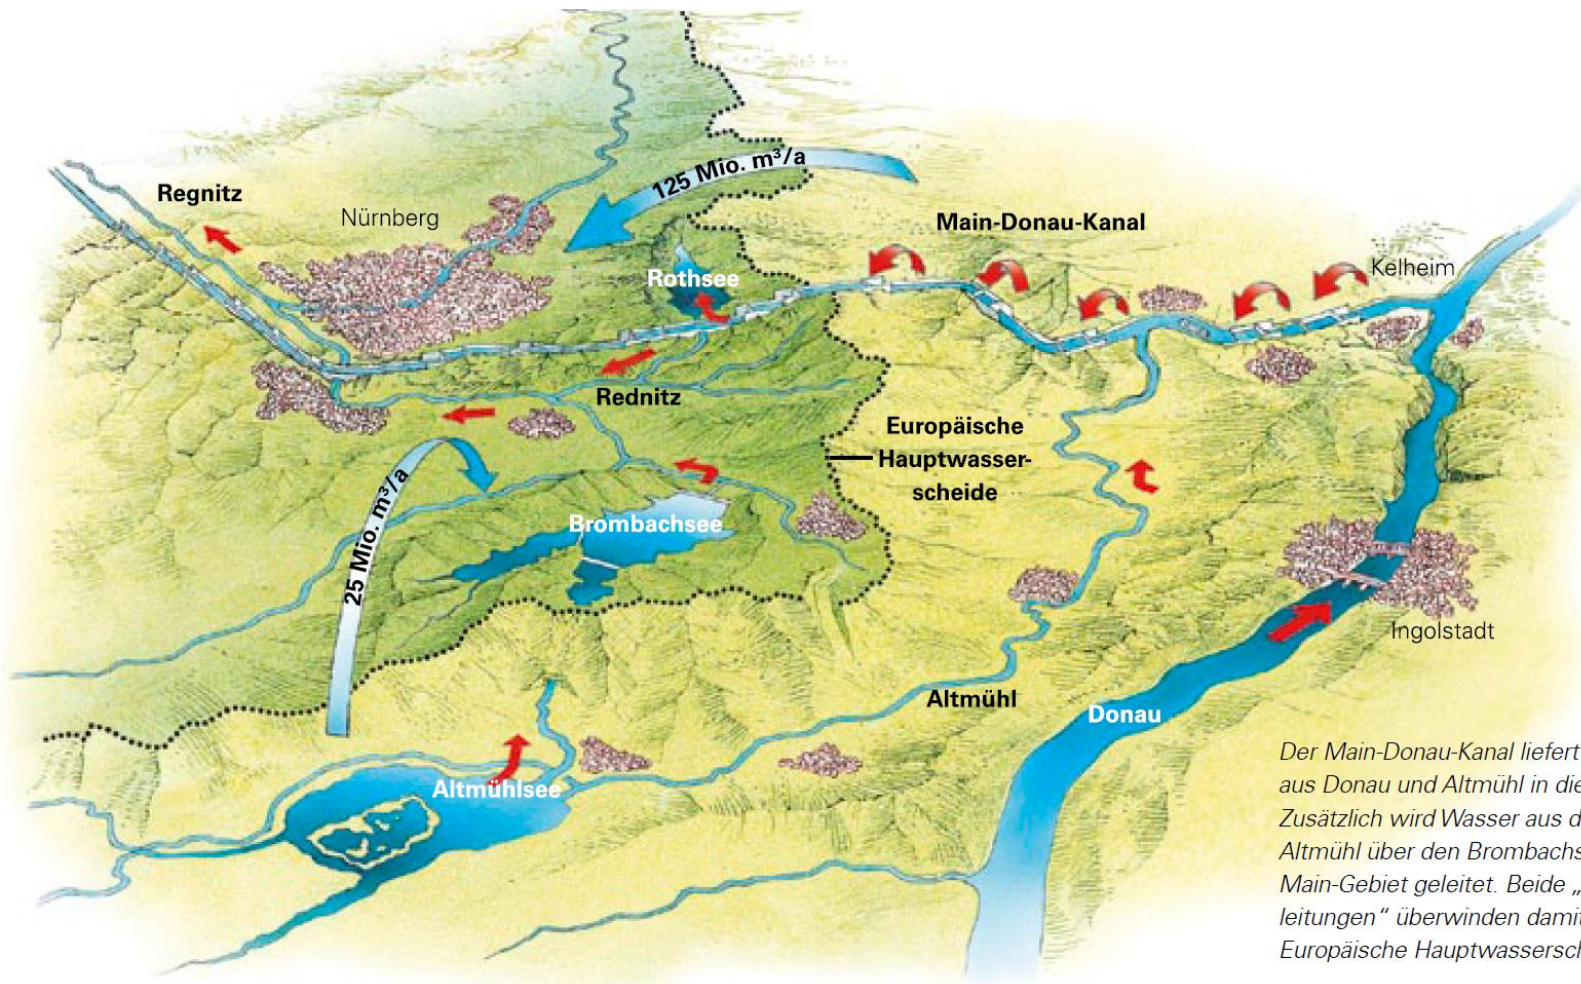 125 Mio. m³/a
Regnitz
Nürnberg
Main-Donau-Kanal
Kelheim
Rothsee
Rednitz
Europäische
Hauptwasser-
scheide
25 Mio. m³/a
Brombachsee
Ingolstadt
Altmühl
Donau
Altmühlsee
Der Main-Donau-Kanal liefert
aus Donau und Altmühl in die
Zusätzlich wird Wasser aus d
Altmühl über den Brombachs
Main-Gebiet geleitet. Beide „
leitungen“ überwinden damit
Europäische Hauptwassersch